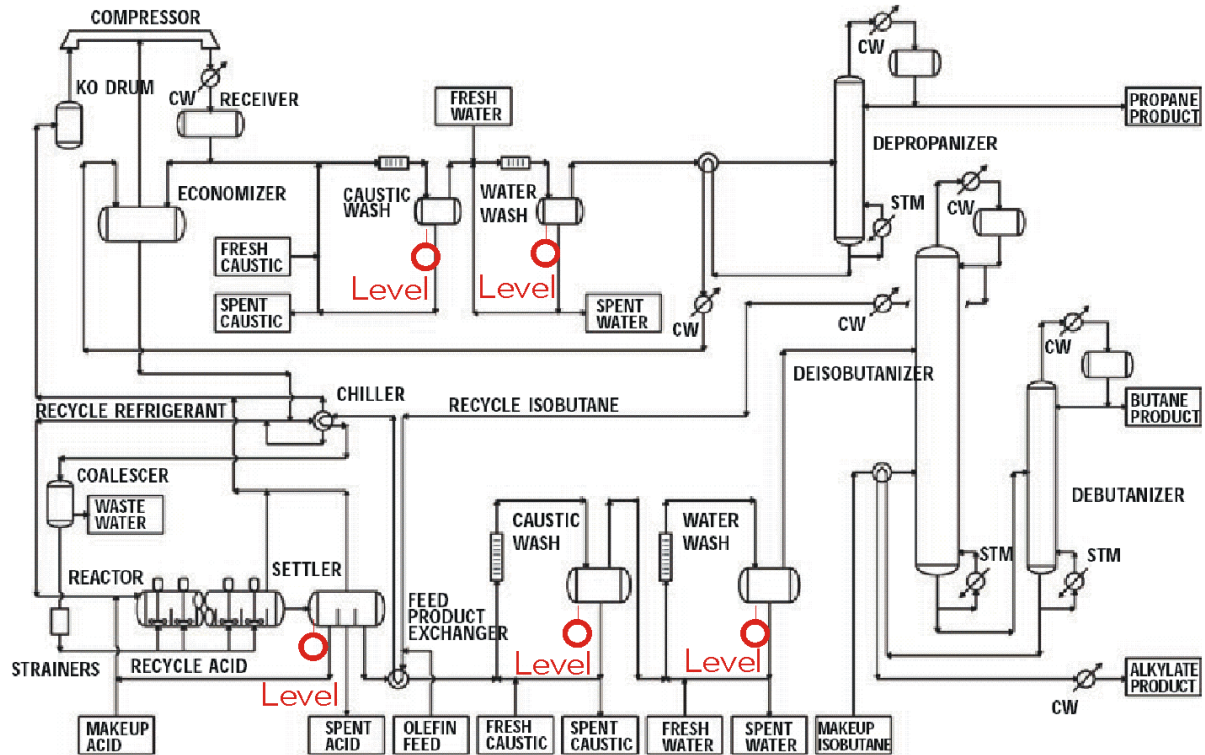 COMPRESSOR
KO DRUM
CW
RECEIVER
FRESH
WATER
CW
PROPANE
PRODUCT
DEPROPANIZER
ECONOMIZER
CAUSTIC
WASH
WATER
WASH
STM
CW
FRESH
CAUSTIC
Level
Level
SPENT
CAUSTIC
SPENT
WATER
CW
CW
CW
DEISOBUTANIZER
CHILLER
RECYCLE REFRIGERANT
RECYCLE ISOBUTANE
BUTANE
PRODUCT
COALESCER
WASTE
WATER
CAUSTIC
WASH
WATER
WASH
DEBUTANIZER
STM
STM
REACTOR
SETTLER
FEED
PRODUCT
EXCHANGER
Level
Level
STRAINERS
RECYCLE ACID
Level
CW
ALKYLATE
PRODUCT
MAKEUP
ACID
SPENT
ACID
OLEFIN
FEED
FRESH
CAUSTIC
SPENT
CAUSTIC
FRESH
WATER
SPENT
WATER
MAKEUP
ISOBUTANE